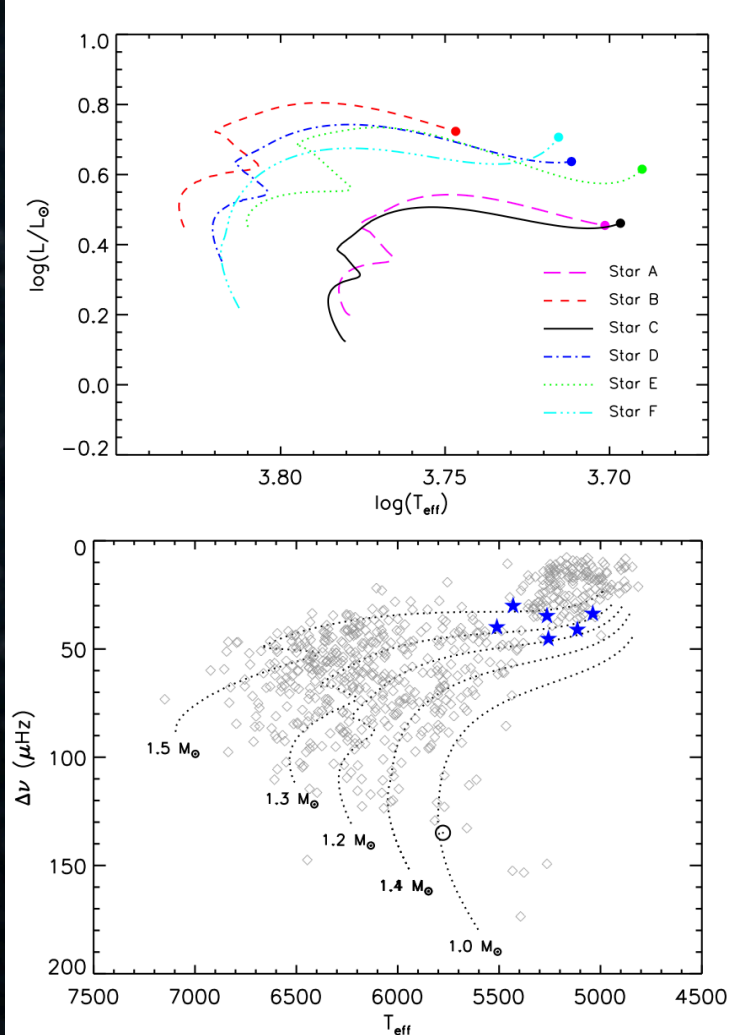 1.0
0.8
0.6
0.4
0.2
0.0
−0.2
log(L/L⊙)
Star A
Star B
Star C
Star D
Star E
Star F
3.80 3.75 3.70
log(Teff)
0
50
100
150
200
Δν (μHz)
1.5 M⊙
1.3 M⊙
1.2 M⊙
1.4 M⊙
1.0 M⊙
7500 7000 6500 6000 5500 5000 4500
Teff